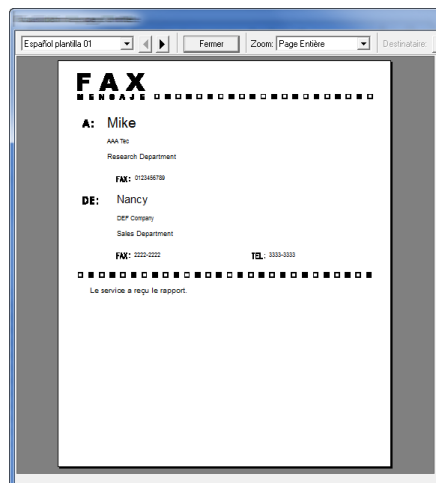 Español plantilla 01 Fermer Zoom: Page Entière Destinataire:
FAX
MENSAJE
A: Mike
AAA Tec
Research Department
FAX: 0123456789
DE: Nancy
DEF Company
Sales Department
FAX: 2222-2222 TEL: 3333-3333
Le service a reçu le rapport.